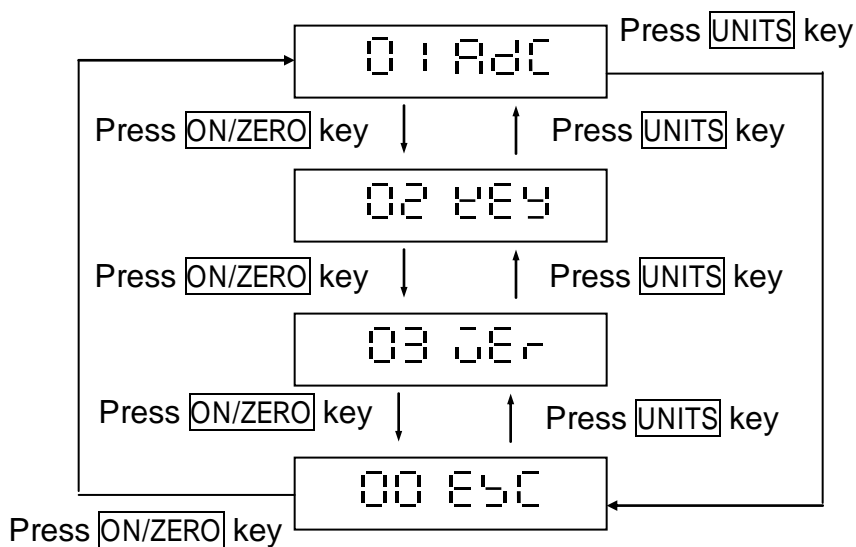 Press UNITS key
01 AdC
Press ON/ZERO key Press UNITS key
02 KEY
Press ON/ZERO key Press UNITS key
03 VEr
Press ON/ZERO key Press UNITS key
00 ESC
Press ON/ZERO key